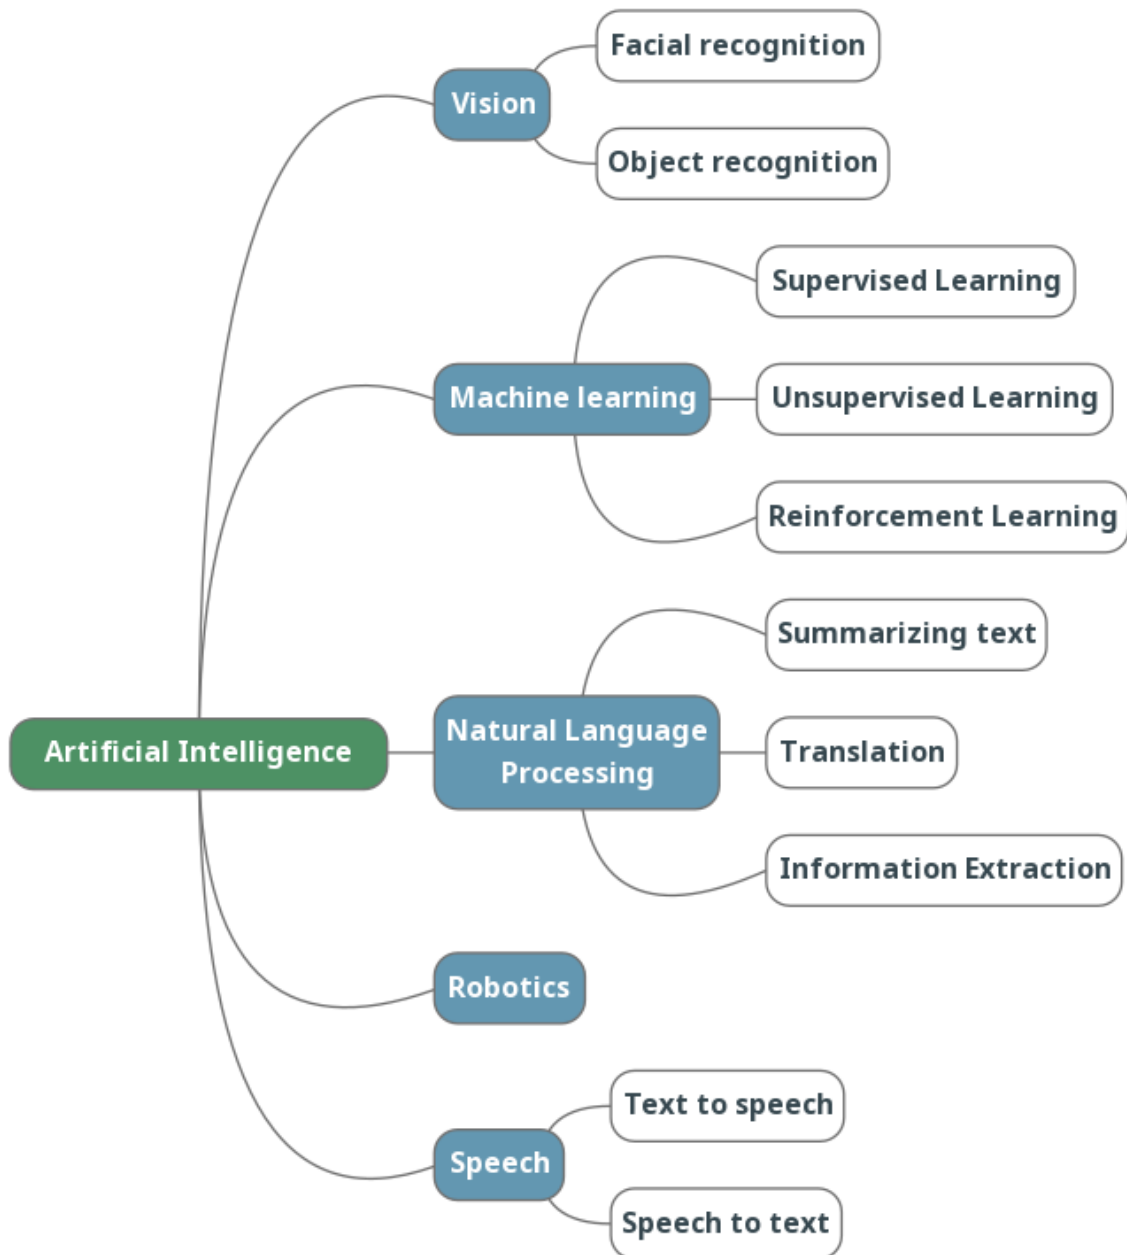 Facial recognition
Vision
Object recognition
Supervised Learning
Machine learning
Unsupervised Learning
Reinforcement Learning
Summarizing text
Artificial Intelligence
Natural Language
Processing
Translation
Information Extraction
Robotics
Text to speech
Speech
Speech to text